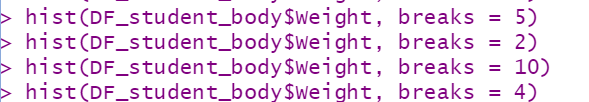 > hist(DF_student_body$Weight, breaks = 5)
> hist(DF_student_body$Weight, breaks = 2)
> hist(DF_student_body$Weight, breaks = 10)
> hist(DF_student_body$Weight, breaks = 4)